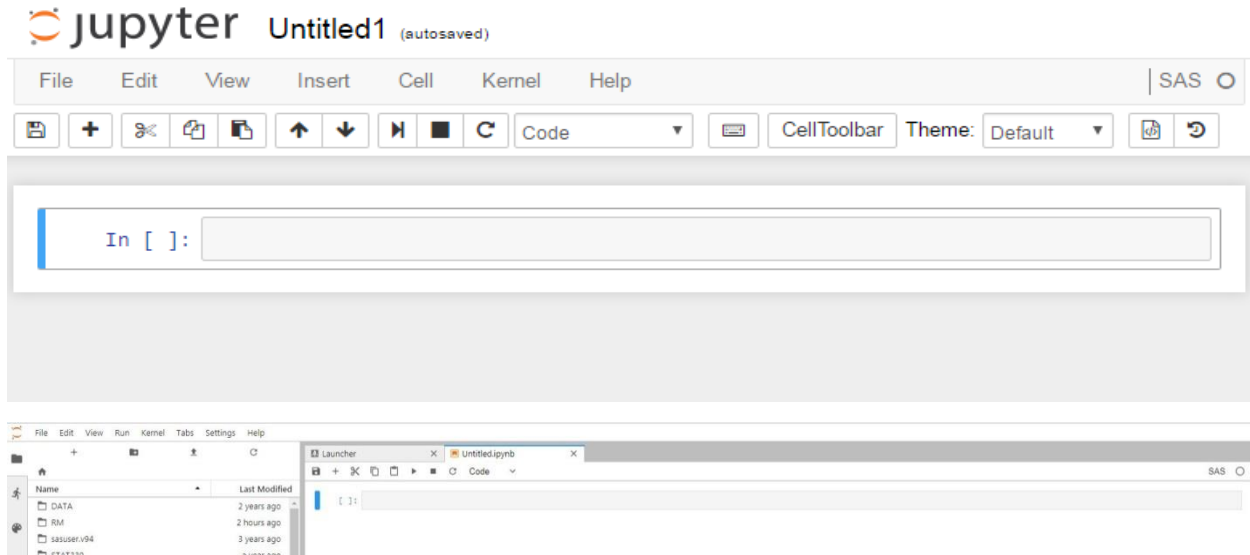 jupyter Untitled1 (autosaved)
File Edit View Insert Cell Kernel Help | SAS
Code CellToolbar Theme: Default
In [ ]:
File Edit View Run Kernel Tabs Settings Help
Launcher Untitled.ipynb
Code SAS
Name Last Modified
[ ]:
DATA 2 years ago
RM 2 hours ago
sasuser.v94 3 years ago